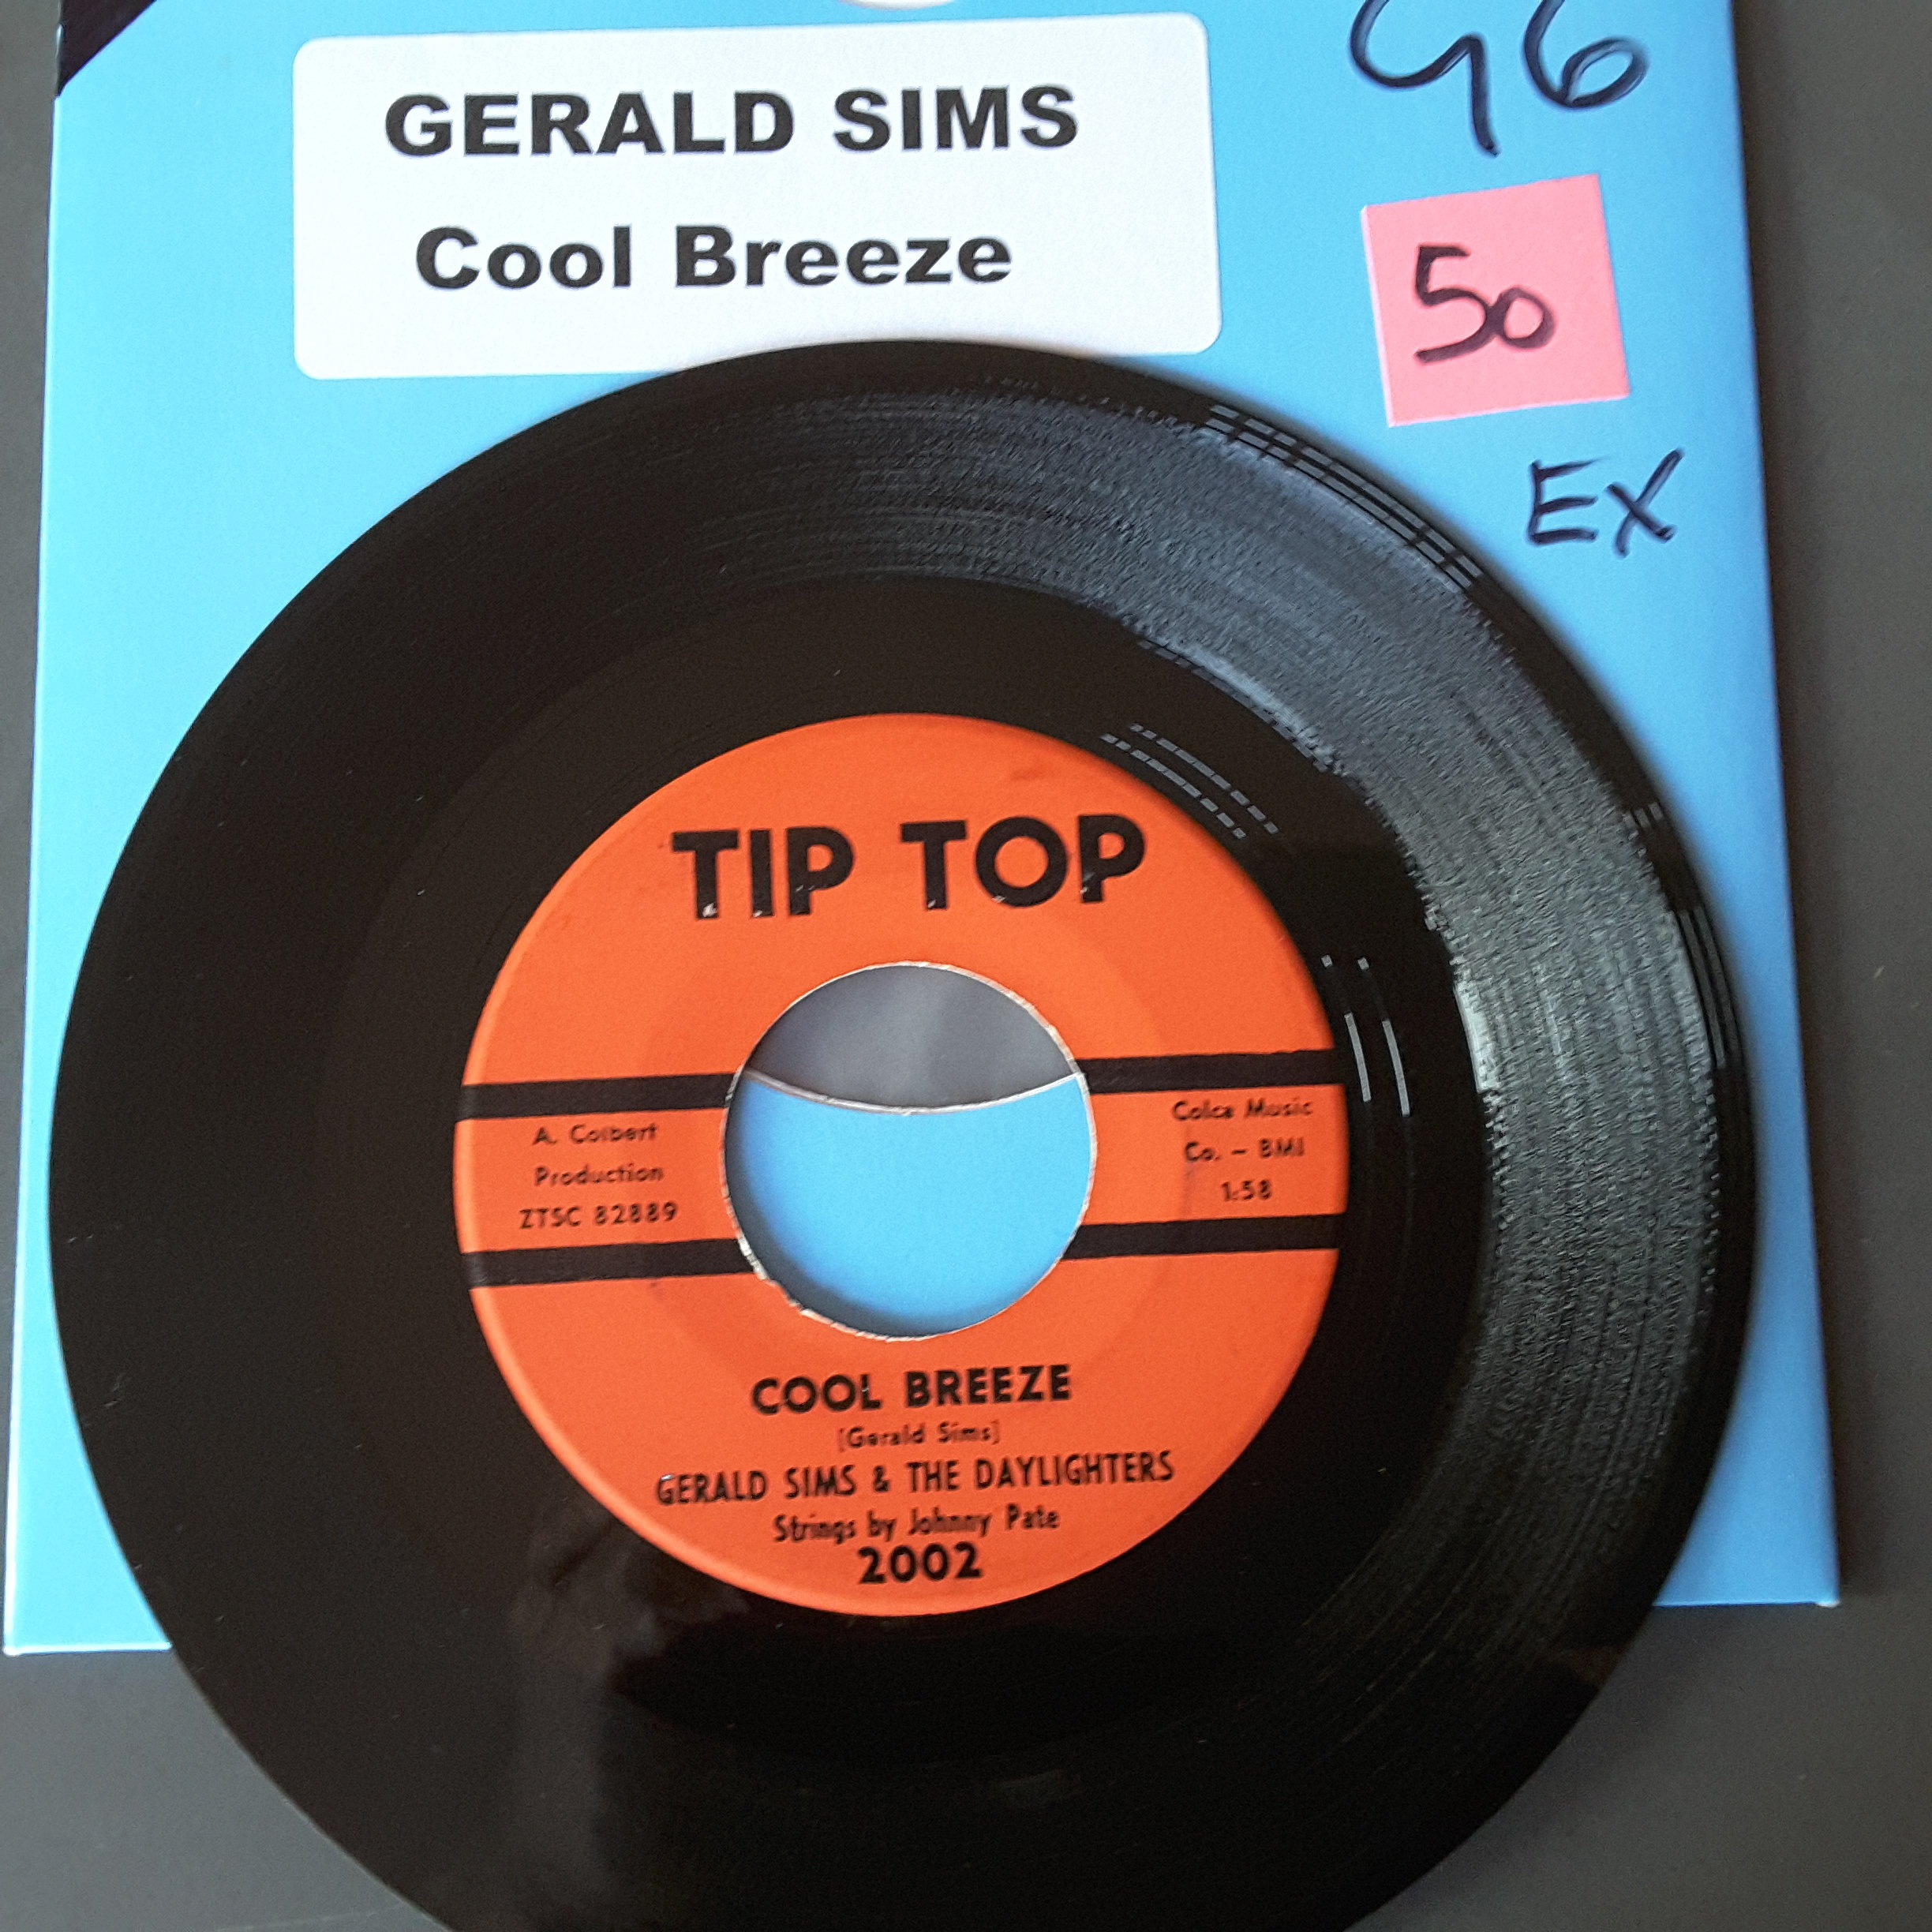 GERALD SIMS
Cool Breeze
G6
50
EX
TIP TOP
A. Colbert
Production
ZTSC 82889
Colca Music
Co. - BMI
1:58
COOL BREEZE
[Gerald Sims]
GERALD SIMS & THE DAYLIGHTERS
Strings by Johnny Pate
2002